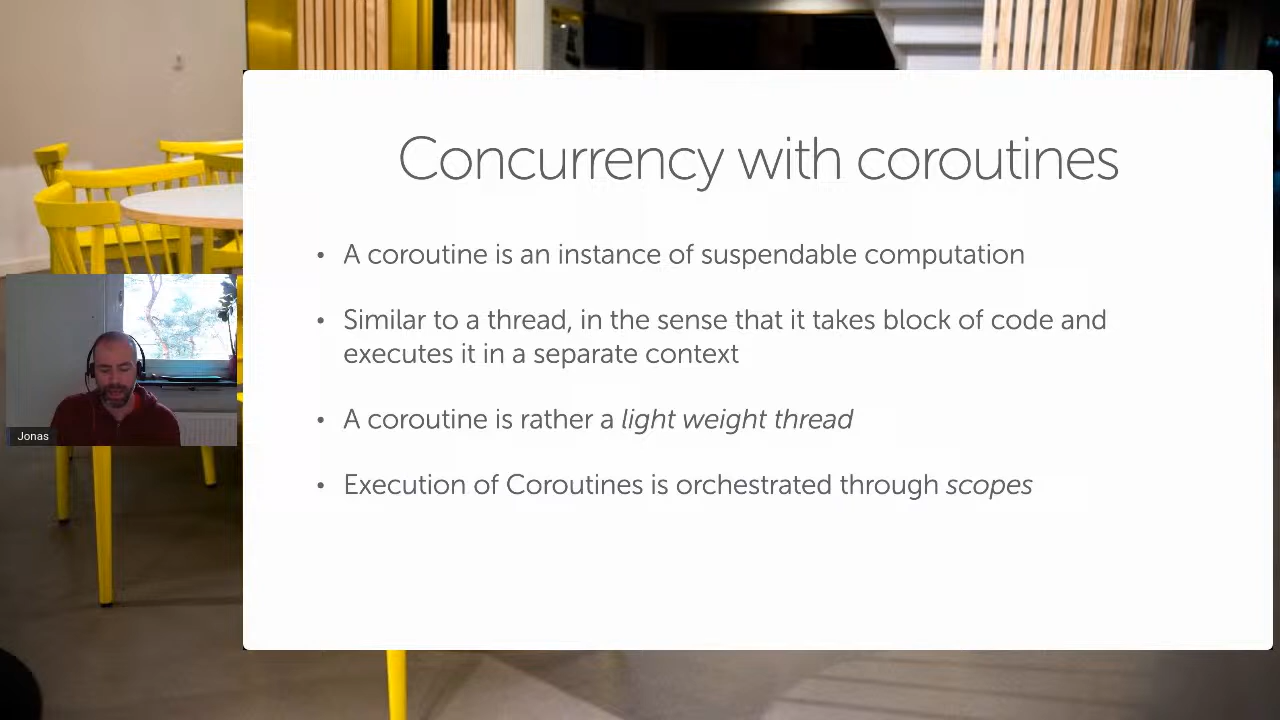 Concurrency with coroutines
• A coroutine is an instance of suspendable computation
• Similar to a thread, in the sense that it takes block of code and
executes it in a separate context
• A coroutine is rather a light weight thread
• Execution of Coroutines is orchestrated through scopes
Jonas